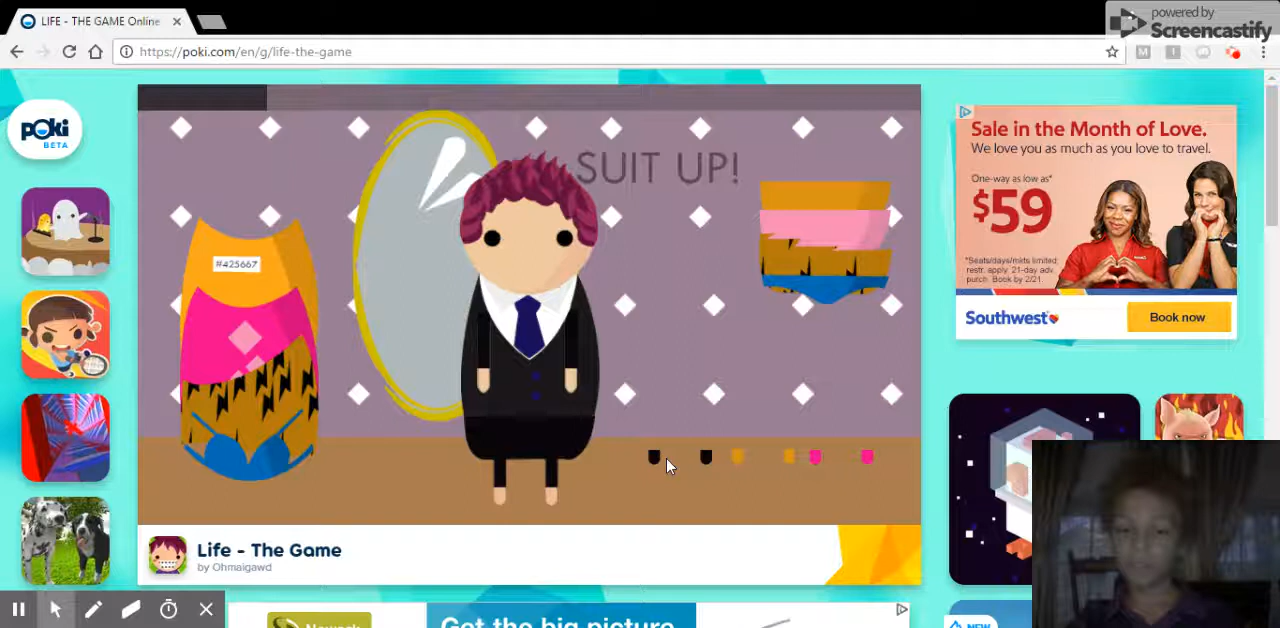 LIFE - THE GAME Online
powered by
Screencastify
https://poki.com/en/g/life-the-game
poki
BETA
SUIT UP!
#425667
Sale in the Month of Love.
We love you as much as you love to travel.
One-way as low as*
$59
*Seats/days/mkts limited
restr. apply. 21-day adv.
purch. Book by 2/21
Southwest
Book now
Life - The Game
by Ohmaigawd
Get the big picture
NEW